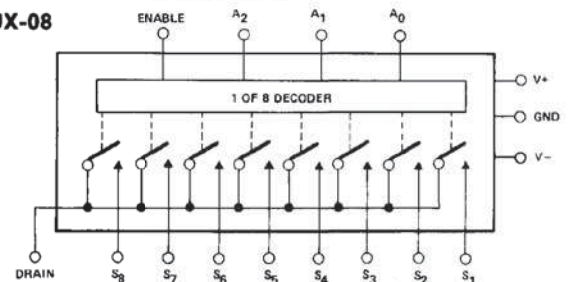 UX-08
ENABLE A2 A1 A0
1 OF 8 DECODER
V+
GND
V−
DRAIN S8 S7 S6 S5 S4 S3 S2 S1